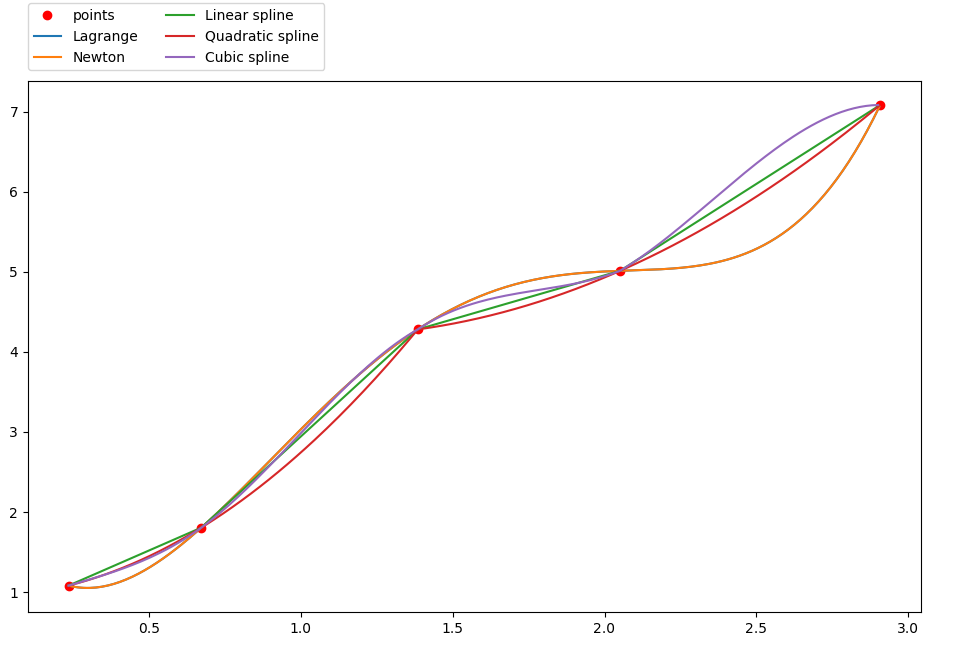 points
Lagrange
Newton
Linear spline
Quadratic spline
Cubic spline
7
6
5
4
3
2
1
0.5 1.0 1.5 2.0 2.5 3.0